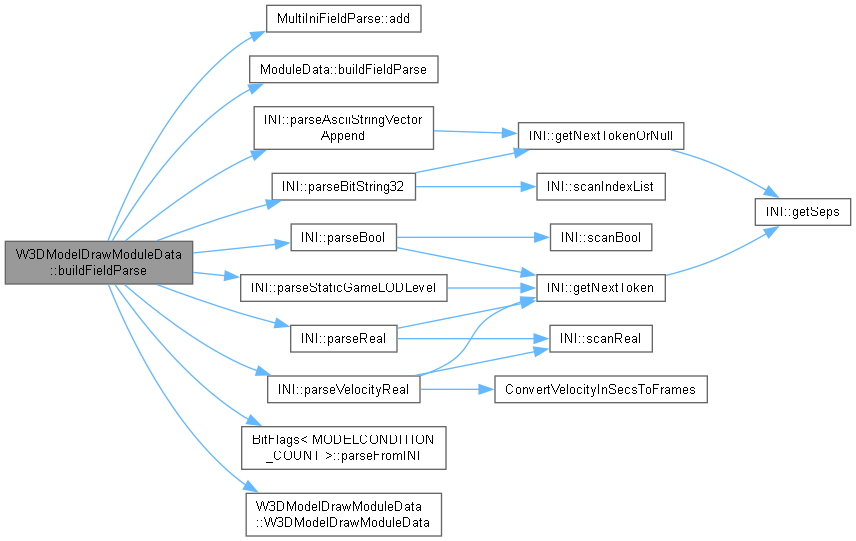 MultiIniFieldParse::add
ModuleData::buildFieldParse
INI::parseAsciiStringVector
Append
INI::getNextTokenOrNull
INI::parseBitString32
INI::scanIndexList
INI::getSeps
INI::parseBool
INI::scanBool
W3DModelDrawModuleData
::buildFieldParse
INI::parseStaticGameLODLevel
INI::getNextToken
INI::parseReal
INI::scanReal
INI::parseVelocityReal
ConvertVelocityInSecsToFrames
BitFlags< MODELCONDITION
_COUNT >::parseFromINI
W3DModelDrawModuleData
::W3DModelDrawModuleData